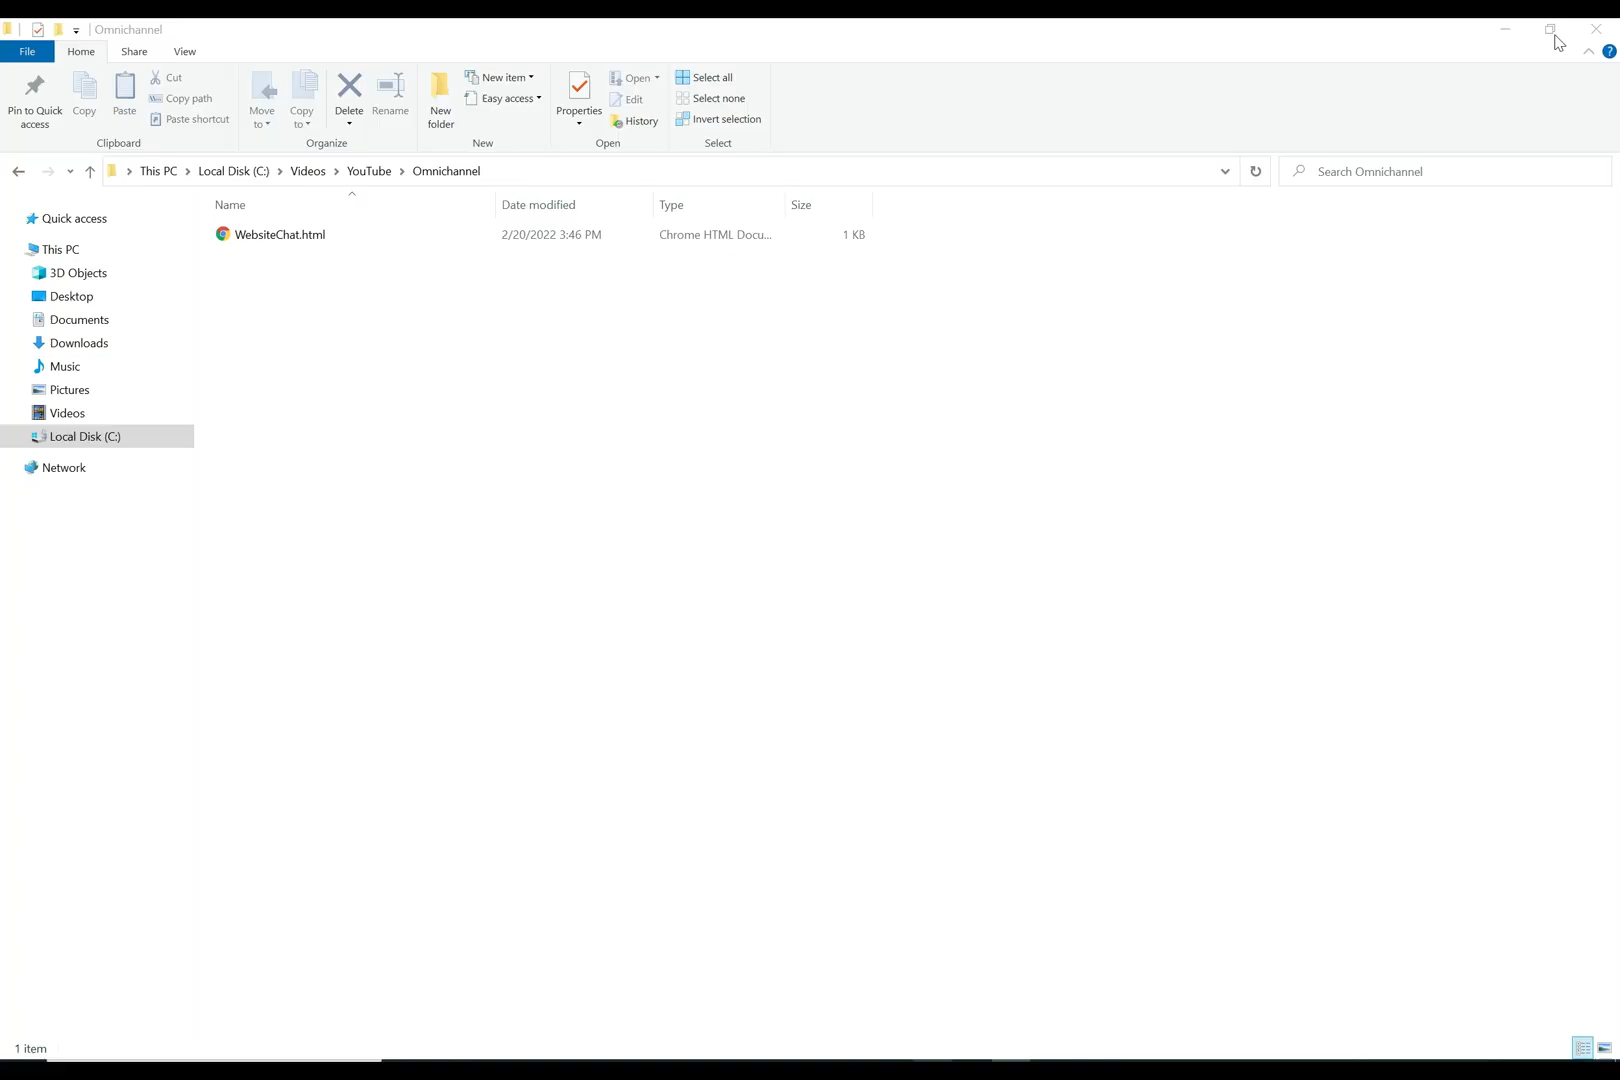 Omnichannel
File Home Share View
Pin to Quick access
Copy
Paste
Cut
Copy path
Paste shortcut
Clipboard
Move to
Copy to
Delete
Rename
Organize
New folder
New item
Easy access
New
Properties
Open
Edit
History
Open
Select all
Select none
Invert selection
Select
This PC Local Disk (C:) Videos YouTube Omnichannel
Search Omnichannel
Name Date modified Type Size
WebsiteChat.html 2/20/2022 3:46 PM Chrome HTML Docu... 1 KB
Quick access
This PC
3D Objects
Desktop
Documents
Downloads
Music
Pictures
Videos
Local Disk (C:)
Network
1 item